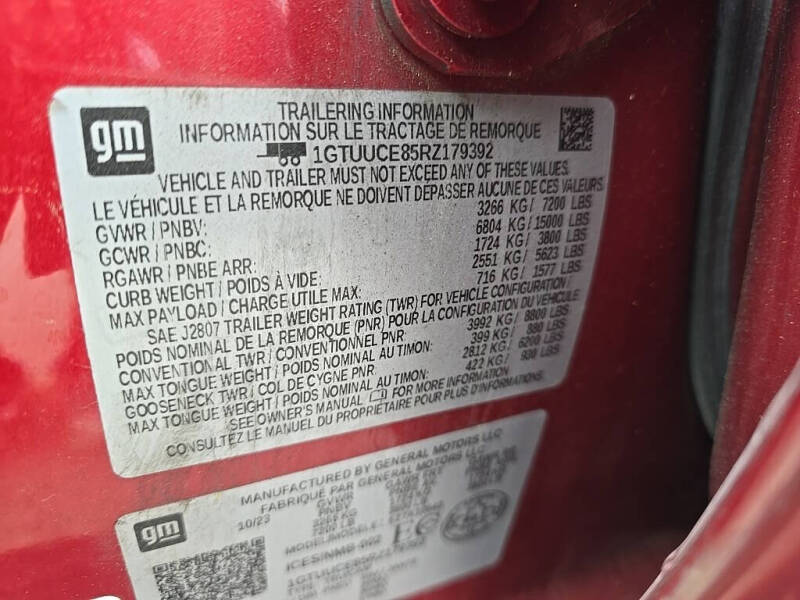 gm
TRAILERING INFORMATION
INFORMATION SUR LE TRACTAGE DE REMORQUE
1GTUUCE85RZ179392
VEHICLE AND TRAILER MUST NOT EXCEED ANY OF THESE VALUES
LE VÉHICULE ET LA REMORQUE NE DOIVENT DÉPASSER AUCUNE DE CES VALEURS
GVWR / PNBV: 3266 KG/ 7200 LBS
GCWR / PNBC: 6804 KG/ 15000 LBS
RGAWR / PNBE ARR: 1724 KG/ 3800 LBS
CURB WEIGHT / POIDS À VIDE: 2551 KG/ 5623 LBS
MAX PAYLOAD / CHARGE UTILE MAX: 716 KG/ 1577 LBS
SAE J2807 TRAILER WEIGHT RATING (TWR) FOR VEHICLE CONFIGURATION /
POIDS NOMINAL DE LA REMORQUE (PNR) POUR LA CONFIGURATION DU VÉHICULE
CONVENTIONAL TWR / CONVENTIONNEL PNR: 3992 KG / 8800 LBS
MAX TONGUE WEIGHT / POIDS NOMINAL AU TIMON: 399 KG/ 880 LBS
GOOSENECK TWR / COL DE CYGNE PNR: 2812 KG/ 6200 LBS
MAX TONGUE WEIGHT / POIDS NOMINAL AU TIMON: 422 KG/ 930 LBS
SEE OWNER'S MANUAL FOR MORE INFORMATION
CONSULTEZ LE MANUEL DU PROPRIÉTAIRE POUR PLUS D'INFORMATIONS.
gm
MANUFACTURED BY GENERAL MOTORS LLC
FABRIQUÉ PAR GENERAL MOTORS LLC
10/23
GVWR
PNBV
3266 KG
7200 LB